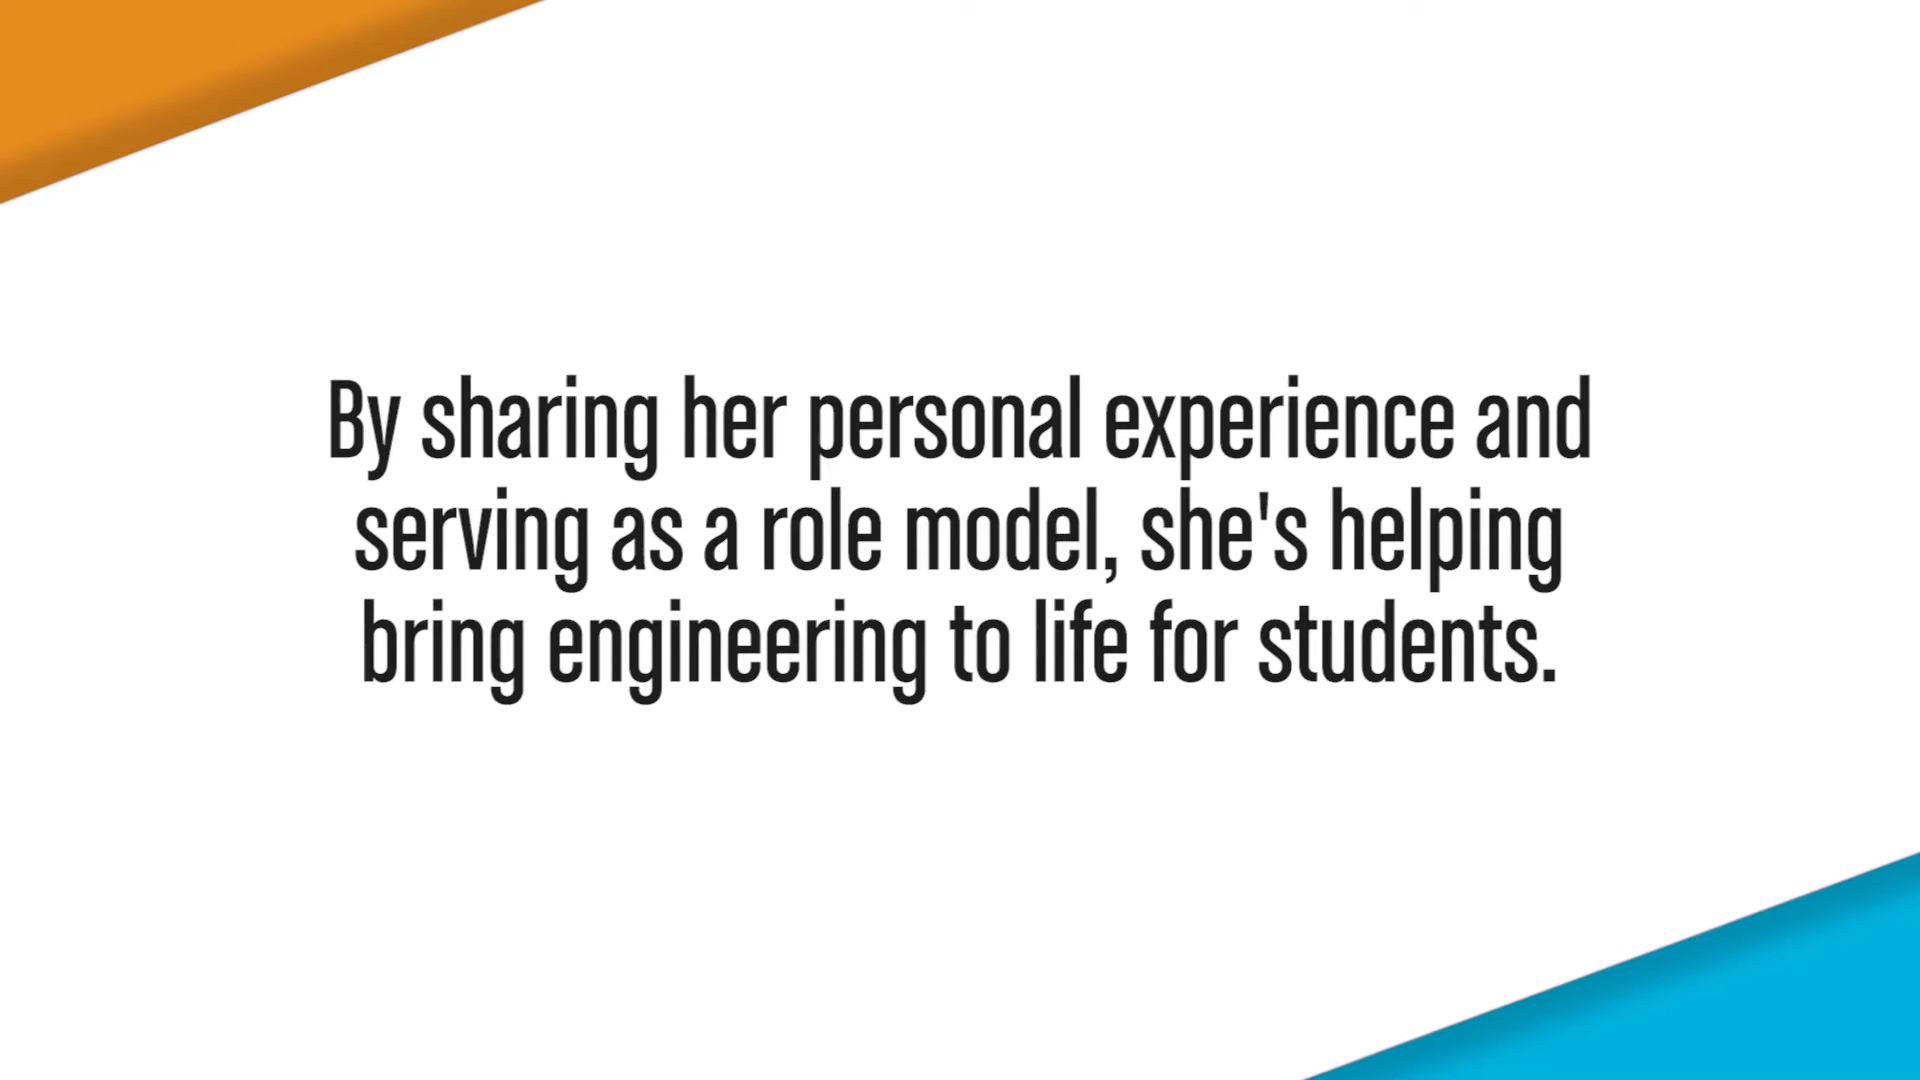 By sharing her personal experience and
serving as a role model, she's helping
bring engineering to life for students.